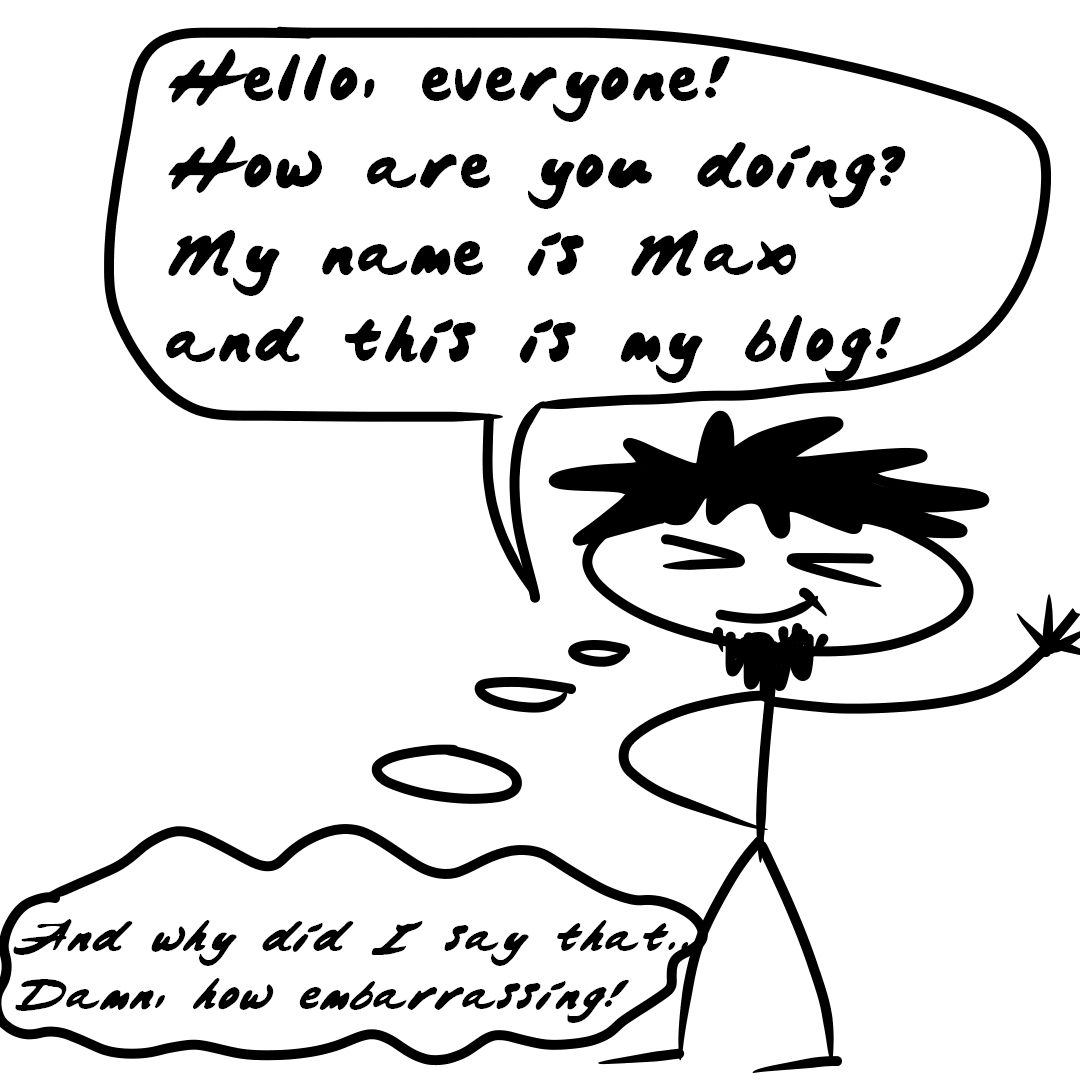 Hello, everyone!
How are you doing?
My name is Max
and this is my blog!
And why did I say that..
Damn, how embarrassing!